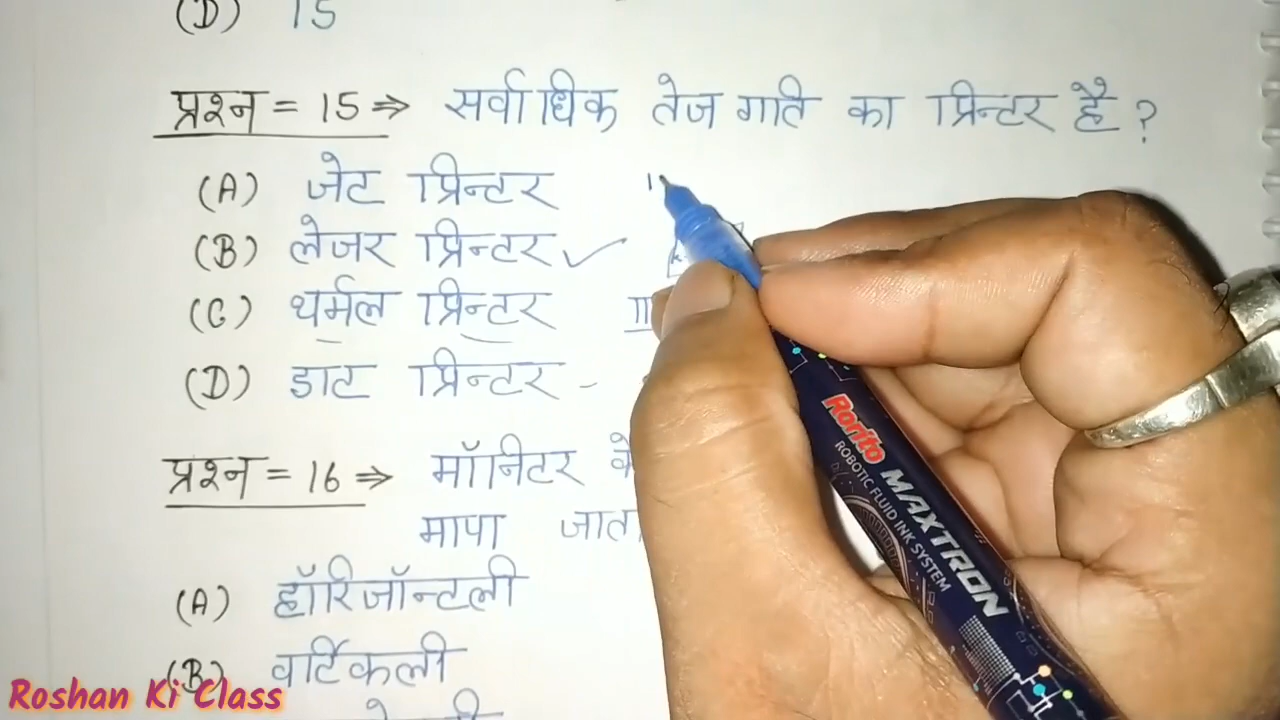 (D) 15
प्रश्न = 15 ⇒ सर्वाधिक तेज गति का प्रिन्टर है ?
(A) जेट प्रिन्टर
(B) लेजर प्रिन्टर ✓
(C) थर्मल प्रिन्टर
(D) डाट प्रिन्टर -
प्रश्न = 16 ⇒ मॉनिटर
मापा जाता
(A) हॉरिजॉन्टली
(B) वर्टिकली
Rorito
ROBOTIC FLUID INK SYSTEM
MAXTRON
Roshan Ki Class